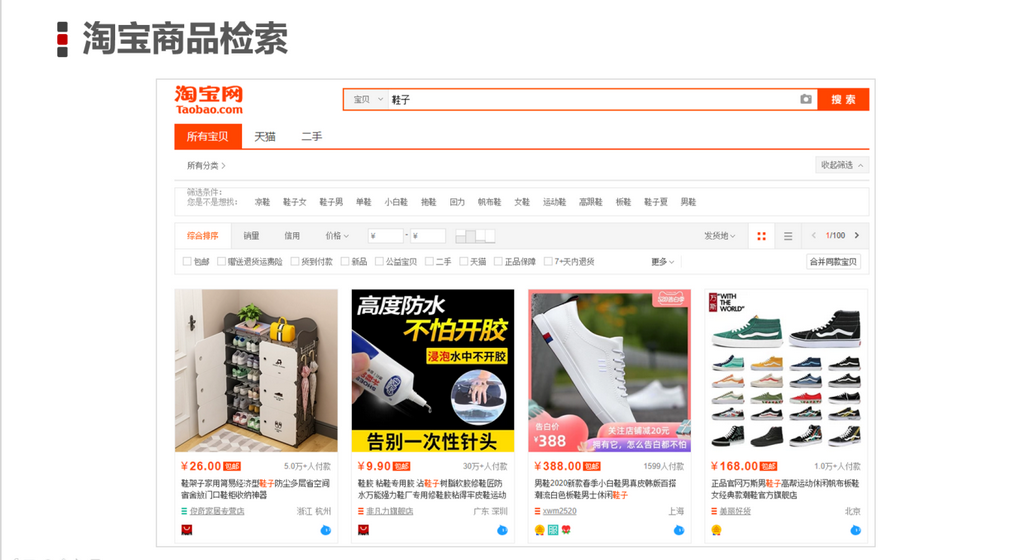 淘宝商品检索
淘宝网
Taobao.com
宝贝 鞋子 搜 索
所有宝贝 天猫 二手
所有分类 收起筛选
筛选条件:
您是不是想找: 凉鞋 鞋子女 鞋子男 单鞋 小白鞋 拖鞋 回力 帆布鞋 女鞋 运动鞋 高跟鞋 板鞋 鞋子夏 男鞋
综合排序 销量 信用 价格 ¥ - ¥ 发货地 1/100
包邮 赠送退货运费险 货到付款 新品 公益宝贝 二手 天猫 正品保障 7+天内退货 更多 合并同款宝贝
高度防水
不怕开胶
浸泡水中不开胶
告别一次性针头
告白价
¥388
关注店铺减20元
拥有它，怎么告白都不怕
"WITH
THE
WORLD"
¥26.00 包邮 5.0万+人付款
鞋架子家用简易经济型鞋子防尘多层省空间
宿舍放门口鞋柜收纳神器
浙江 杭州
¥9.90 包邮 30万+人付款
鞋胶 粘鞋专用胶 沾鞋子树脂软胶修鞋匠防
水万能强力鞋厂专用修鞋胶粘得牢皮鞋运动
非凡力旗舰店 广东 深圳
¥388.00 包邮 1599人付款
男鞋2020新款春季小白鞋男真皮韩版百搭
潮流白色板鞋男士休闲鞋子
xwm2520 上海
¥168.00 包邮 1.0万+人付款
正品官网万斯男鞋子高帮运动休闲帆布板鞋
女经典款潮鞋官方旗舰店
美丽好货 北京